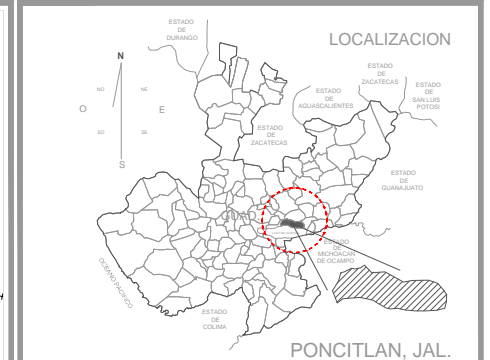 LOCALIZACION
ESTADO
DE
DURANGO
N
NO
NE
O
E
SO
SE
S
ESTADO
DE
ZACATECAS
ESTADO
DE
AGUASCALIENTES
ESTADO
DE
SAN LUIS
POTOSI
ESTADO
DE
ZACATECAS
ESTADO
DE
GUANAJUATO
GUAD.
ESTADO
DE
MICHOACAN
DE OCAMPO
OCEANO PACIFICO
ESTADO
DE
COLIMA
PONCITLAN, JAL.